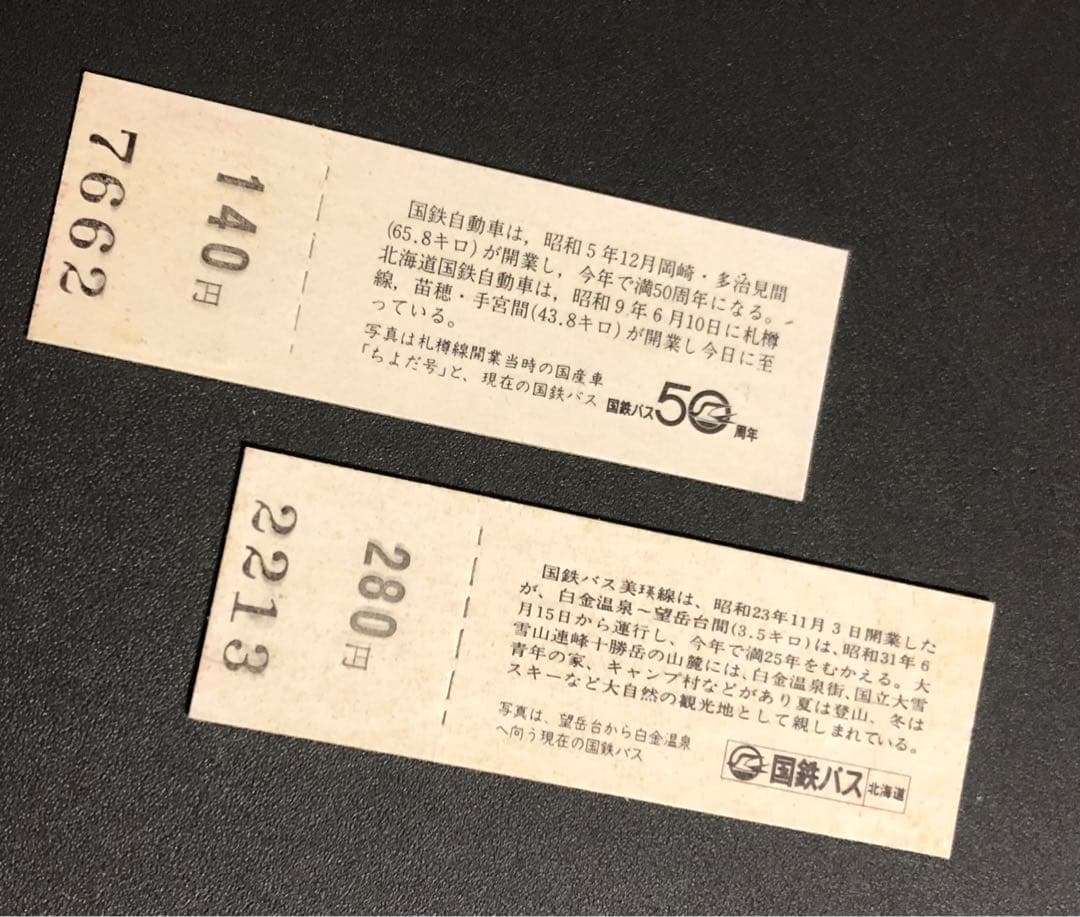 7662
140円
国鉄自動車は，昭和5年12月岡崎・多治見間
(65.8キロ)が開業し，今年で満50周年になる。
北海道国鉄自動車は，昭和9年6月10日に札樽
線，苗穂・手宮間(43.8キロ)が開業し今日に至
っている。
写真は札樽線開業当時の国産車
「ちよだ号」と、現在の国鉄バス
国鉄バス50周年
2213
280円
国鉄バス美瑛線は、昭和23年11月3日開業した
が、白金温泉～望岳台間(3.5キロ)は、昭和31年6
月15日から運行し、今年で満25年をむかえる。大
雪山連峰十勝岳の山麓には、白金温泉街、国立大雪
青年の家、キャンプ村などがあり夏は登山、冬は
スキーなど大自然の観光地として親しまれている。
写真は、望岳台から白金温泉
へ向う現在の国鉄バス
国鉄バス北海道